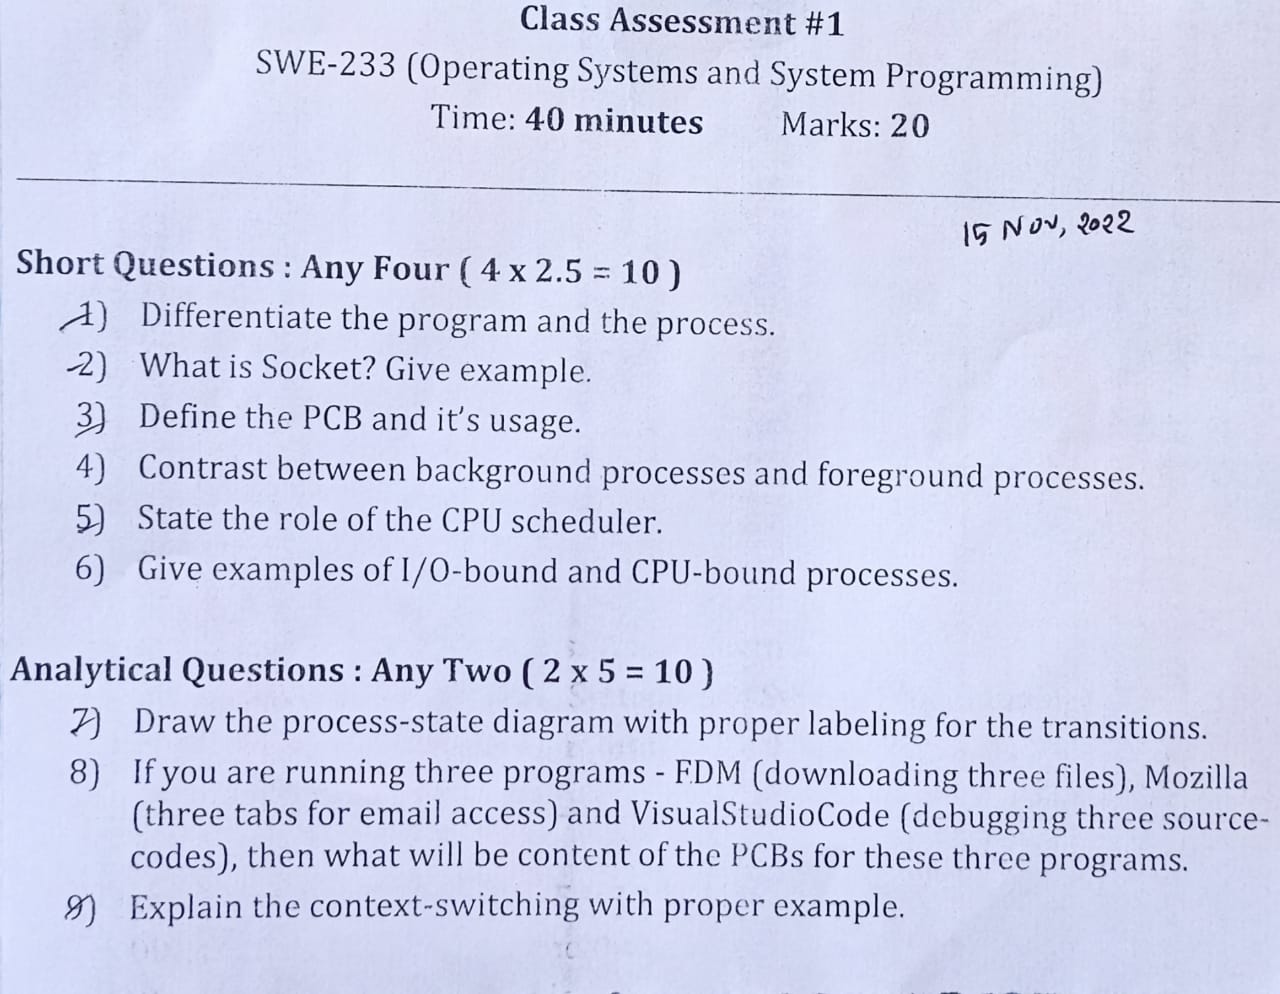 Class Assessment #1
SWE-233 (Operating Systems and System Programming)
Time: 40 minutes Marks: 20
15 Nov, 2022
Short Questions : Any Four ( 4 x 2.5 = 10 )
1) Differentiate the program and the process.
2) What is Socket? Give example.
3) Define the PCB and it's usage.
4) Contrast between background processes and foreground processes.
5) State the role of the CPU scheduler.
6) Give examples of I/O-bound and CPU-bound processes.
Analytical Questions : Any Two ( 2 x 5 = 10 )
7) Draw the process-state diagram with proper labeling for the transitions.
8) If you are running three programs - FDM (downloading three files), Mozilla
(three tabs for email access) and VisualStudioCode (debugging three source-
codes), then what will be content of the PCBs for these three programs.
9) Explain the context-switching with proper example.